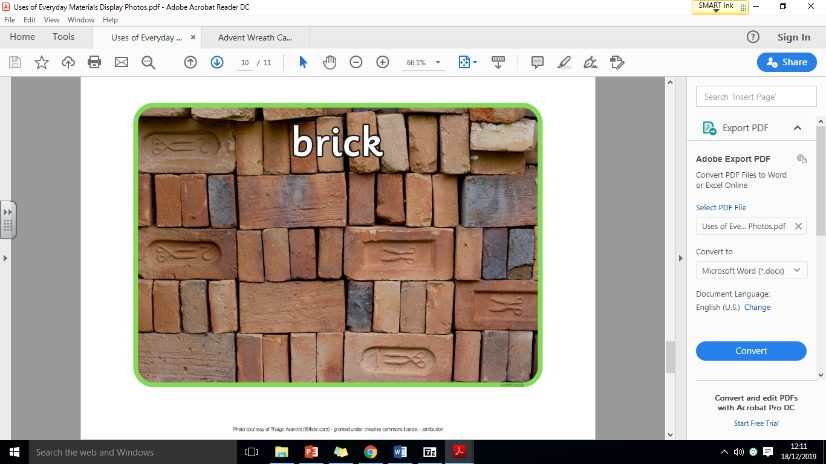 Uses of Everyday Materials Display Photos.pdf - Adobe Acrobat Reader DC
SMART Ink
File Edit View Window Help
Home Tools Uses of Everyday ... × Advent Wreath Ca... Sign In
10 / 11 66.1% Share
brick
Photo courtesy of Thiago Avancini (@flickr.com) - granted under creative commons licence - attribution
Search 'Insert Page'
Export PDF
Adobe Export PDF
Convert PDF Files to Word
or Excel Online
Select PDF File
Uses of Eve... Photos.pdf
Convert to
Microsoft Word (*.docx)
Document Language:
English (U.S.) Change
Convert
Convert and edit PDFs
with Acrobat Pro DC
Start Free Trial
Search the web and Windows
12:11
18/12/2019